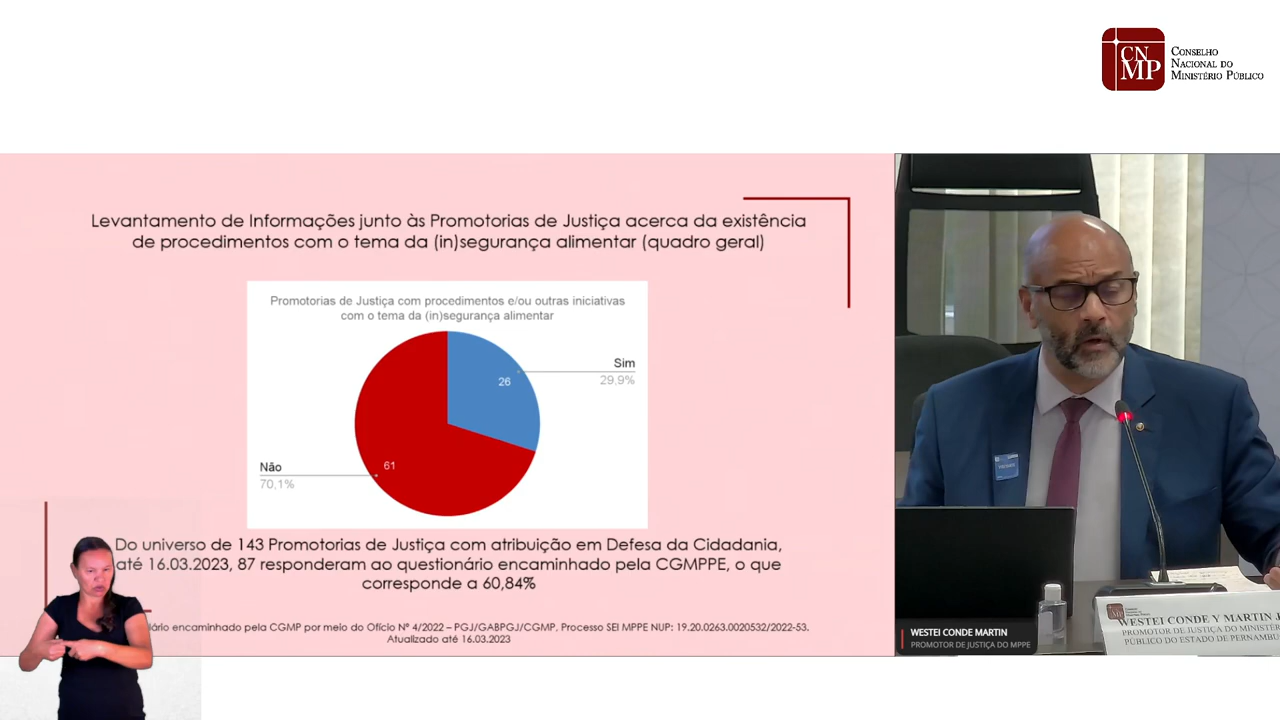 CN
MP
CONSELHO
NACIONAL DO
MINISTÉRIO PÚBLICO
Levantamento de Informações junto às Promotorias de Justiça acerca da existência
de procedimentos com o tema da (in)segurança alimentar (quadro geral)
Promotorias de Justiça com procedimentos e/ou outras iniciativas
com o tema da (in)segurança alimentar
Sim
29,9%
26
61
Não
70,1%
Do universo de 143 Promotorias de Justiça com atribuição em Defesa da Cidadania,
até 16.03.2023, 87 responderam ao questionário encaminhado pela CGMPPE, o que
corresponde a 60,84%
encaminhado pela CGMP por meio do Ofício Nº 4/2022 – PGJ/GABPGJ/CGMP, Processo SEI MPPE NUP: 19.20.0263.0020532/2022-53.
Atualizado até 16.03.2023
WESTEI CONDE MARTIN
PROMOTOR DE JUSTIÇA DO MPPE
WESTEI CONDE Y MARTIN J
PROMOTOR DE JUSTIÇA DO MINISTÉR
PÚBLICO DO ESTADO DE PERNAMBU